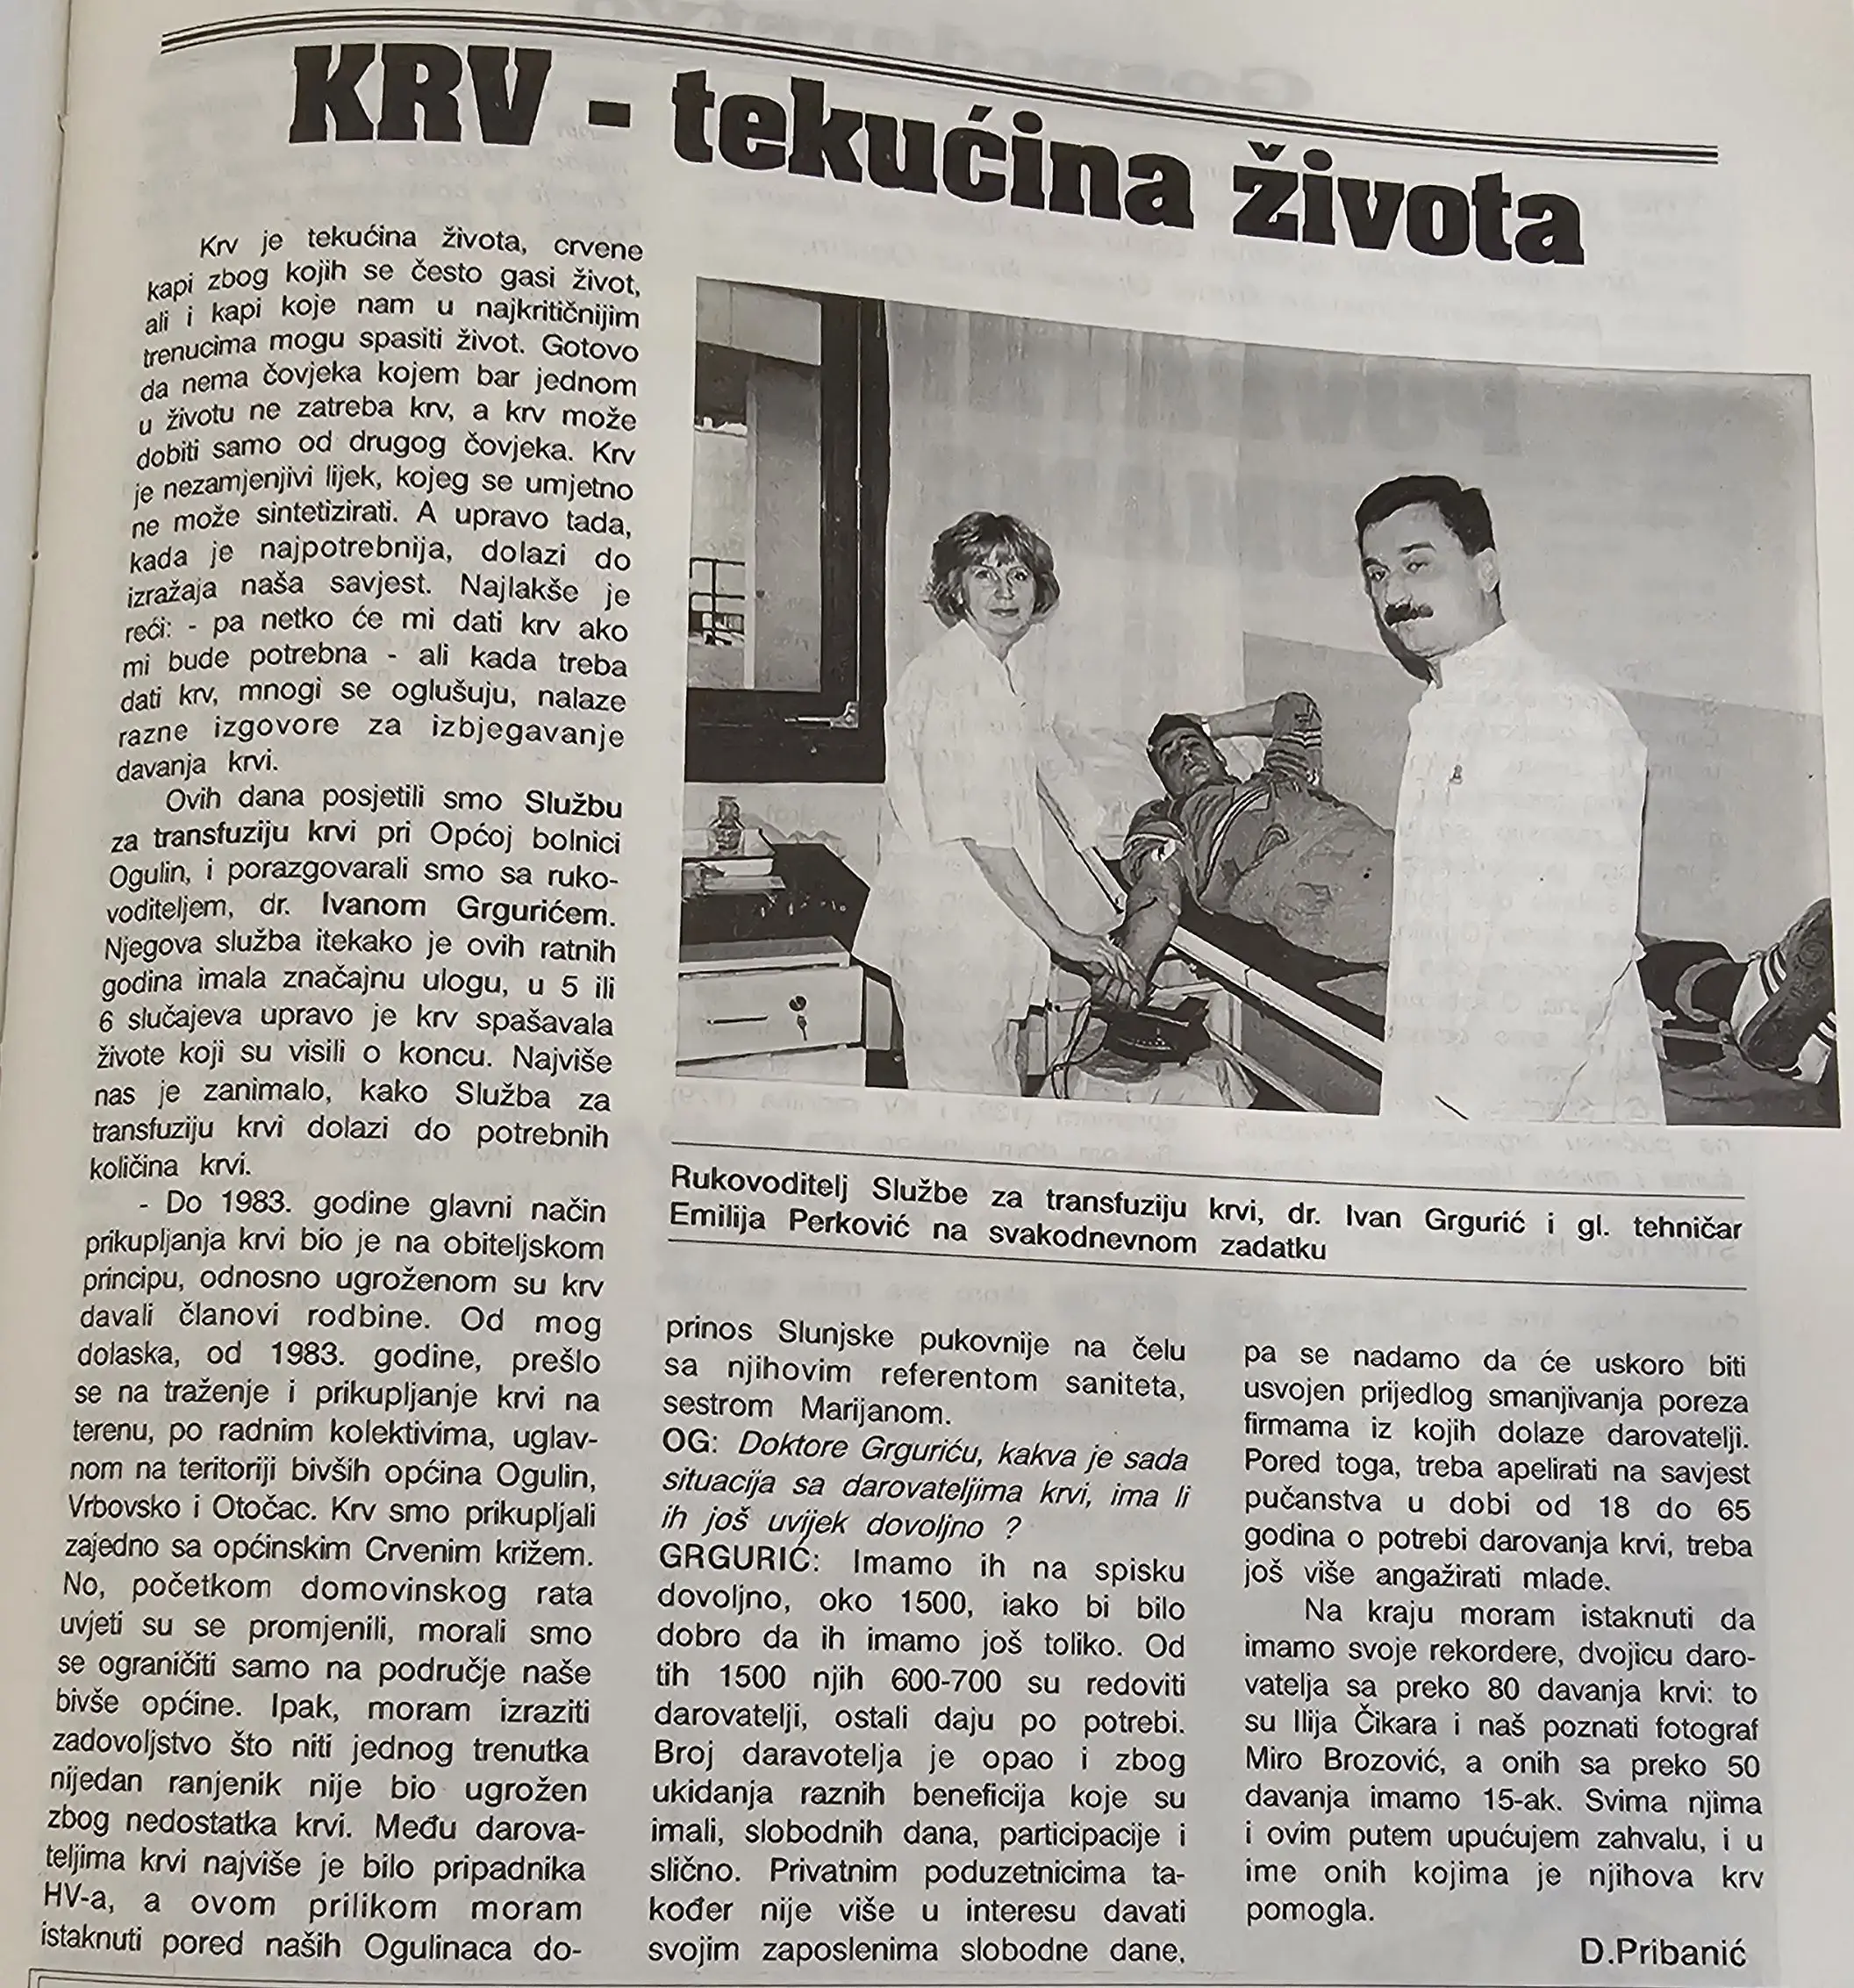 KRV - tekućina života
Krv je tekućina života, crvene
kapi zbog kojih se često gasi život,
ali i kapi koje nam u najkritičnijim
trenucima mogu spasiti život. Gotovo
da nema čovjeka kojem bar jednom
u životu ne zatreba krv, a krv može
dobiti samo od drugog čovjeka. Krv
je nezamjenjivi lijek, kojeg se umjetno
ne može sintetizirati. A upravo tada,
kada je najpotrebnija, dolazi do
izražaja naša savjest. Najlakše je
reći: - pa netko će mi dati krv ako
mi bude potrebna - ali kada treba
dati krv, mnogi se oglušuju, nalaze
razne izgovore za izbjegavanje
davanja krvi.
Ovih dana posjetili smo Službu
za transfuziju krvi pri Općoj bolnici
Ogulin, i porazgovarali smo sa ruko-
voditeljem, dr. Ivanom Grgurićem.
Njegova služba itekako je ovih ratnih
godina imala značajnu ulogu, u 5 ili
6 slučajeva upravo je krv spašavala
živote koji su visili o koncu. Najviše
nas je zanimalo, kako Služba za
transfuziju krvi dolazi do potrebnih
količina krvi.
- Do 1983. godine glavni način
prikupljanja krvi bio je na obiteljskom
principu, odnosno ugroženom su krv
davali članovi rodbine. Od mog
dolaska, od 1983. godine, prešlo
se na traženje i prikupljanje krvi na
terenu, po radnim kolektivima, uglav-
nom na teritoriji bivših općina Ogulin,
Vrbovsko i Otočac. Krv smo prikupljali
zajedno sa općinskim Crvenim križem.
No, početkom domovinskog rata
uvjeti su se promjenili, morali smo
se ograničiti samo na područje naše
bivše općine. Ipak, moram izraziti
zadovoljstvo što niti jednog trenutka
nijedan ranjenik nije bio ugrožen
zbog nedostatka krvi. Među darova-
teljima krvi najviše je bilo pripadnika
HV-a, a ovom prilikom moram
istaknuti pored naših Ogulinaca do-
Rukovoditelj Službe za transfuziju krvi, dr. Ivan Grgurić i gl. tehničar
Emilija Perković na svakodnevnom zadatku
prinos Slunjske pukovnije na čelu
sa njihovim referentom saniteta,
sestrom Marijanom.
OG: Doktore Grguriću, kakva je sada
situacija sa darovateljima krvi, ima li
ih još uvijek dovoljno ?
GRGURIĆ: Imamo ih na spisku
dovoljno, oko 1500, iako bi bilo
dobro da ih imamo još toliko. Od
tih 1500 njih 600-700 su redoviti
darovatelji, ostali daju po potrebi.
Broj daravotelja je opao i zbog
ukidanja raznih beneficija koje su
imali, slobodnih dana, participacije i
slično. Privatnim poduzetnicima ta-
kođer nije više u interesu davati
svojim zaposlenima slobodne dane,
pa se nadamo da će uskoro biti
usvojen prijedlog smanjivanja poreza
firmama iz kojih dolaze darovatelji.
Pored toga, treba apelirati na savjest
pučanstva u dobi od 18 do 65
godina o potrebi darovanja krvi, treba
još više angažirati mlade.
Na kraju moram istaknuti da
imamo svoje rekordere, dvojicu daro-
vatelja sa preko 80 davanja krvi: to
su Ilija Čikara i naš poznati fotograf
Miro Brozović, a onih sa preko 50
davanja imamo 15-ak. Svima njima
i ovim putem upućujem zahvalu, i u
ime onih kojima je njihova krv
pomogla.
D.Pribanić